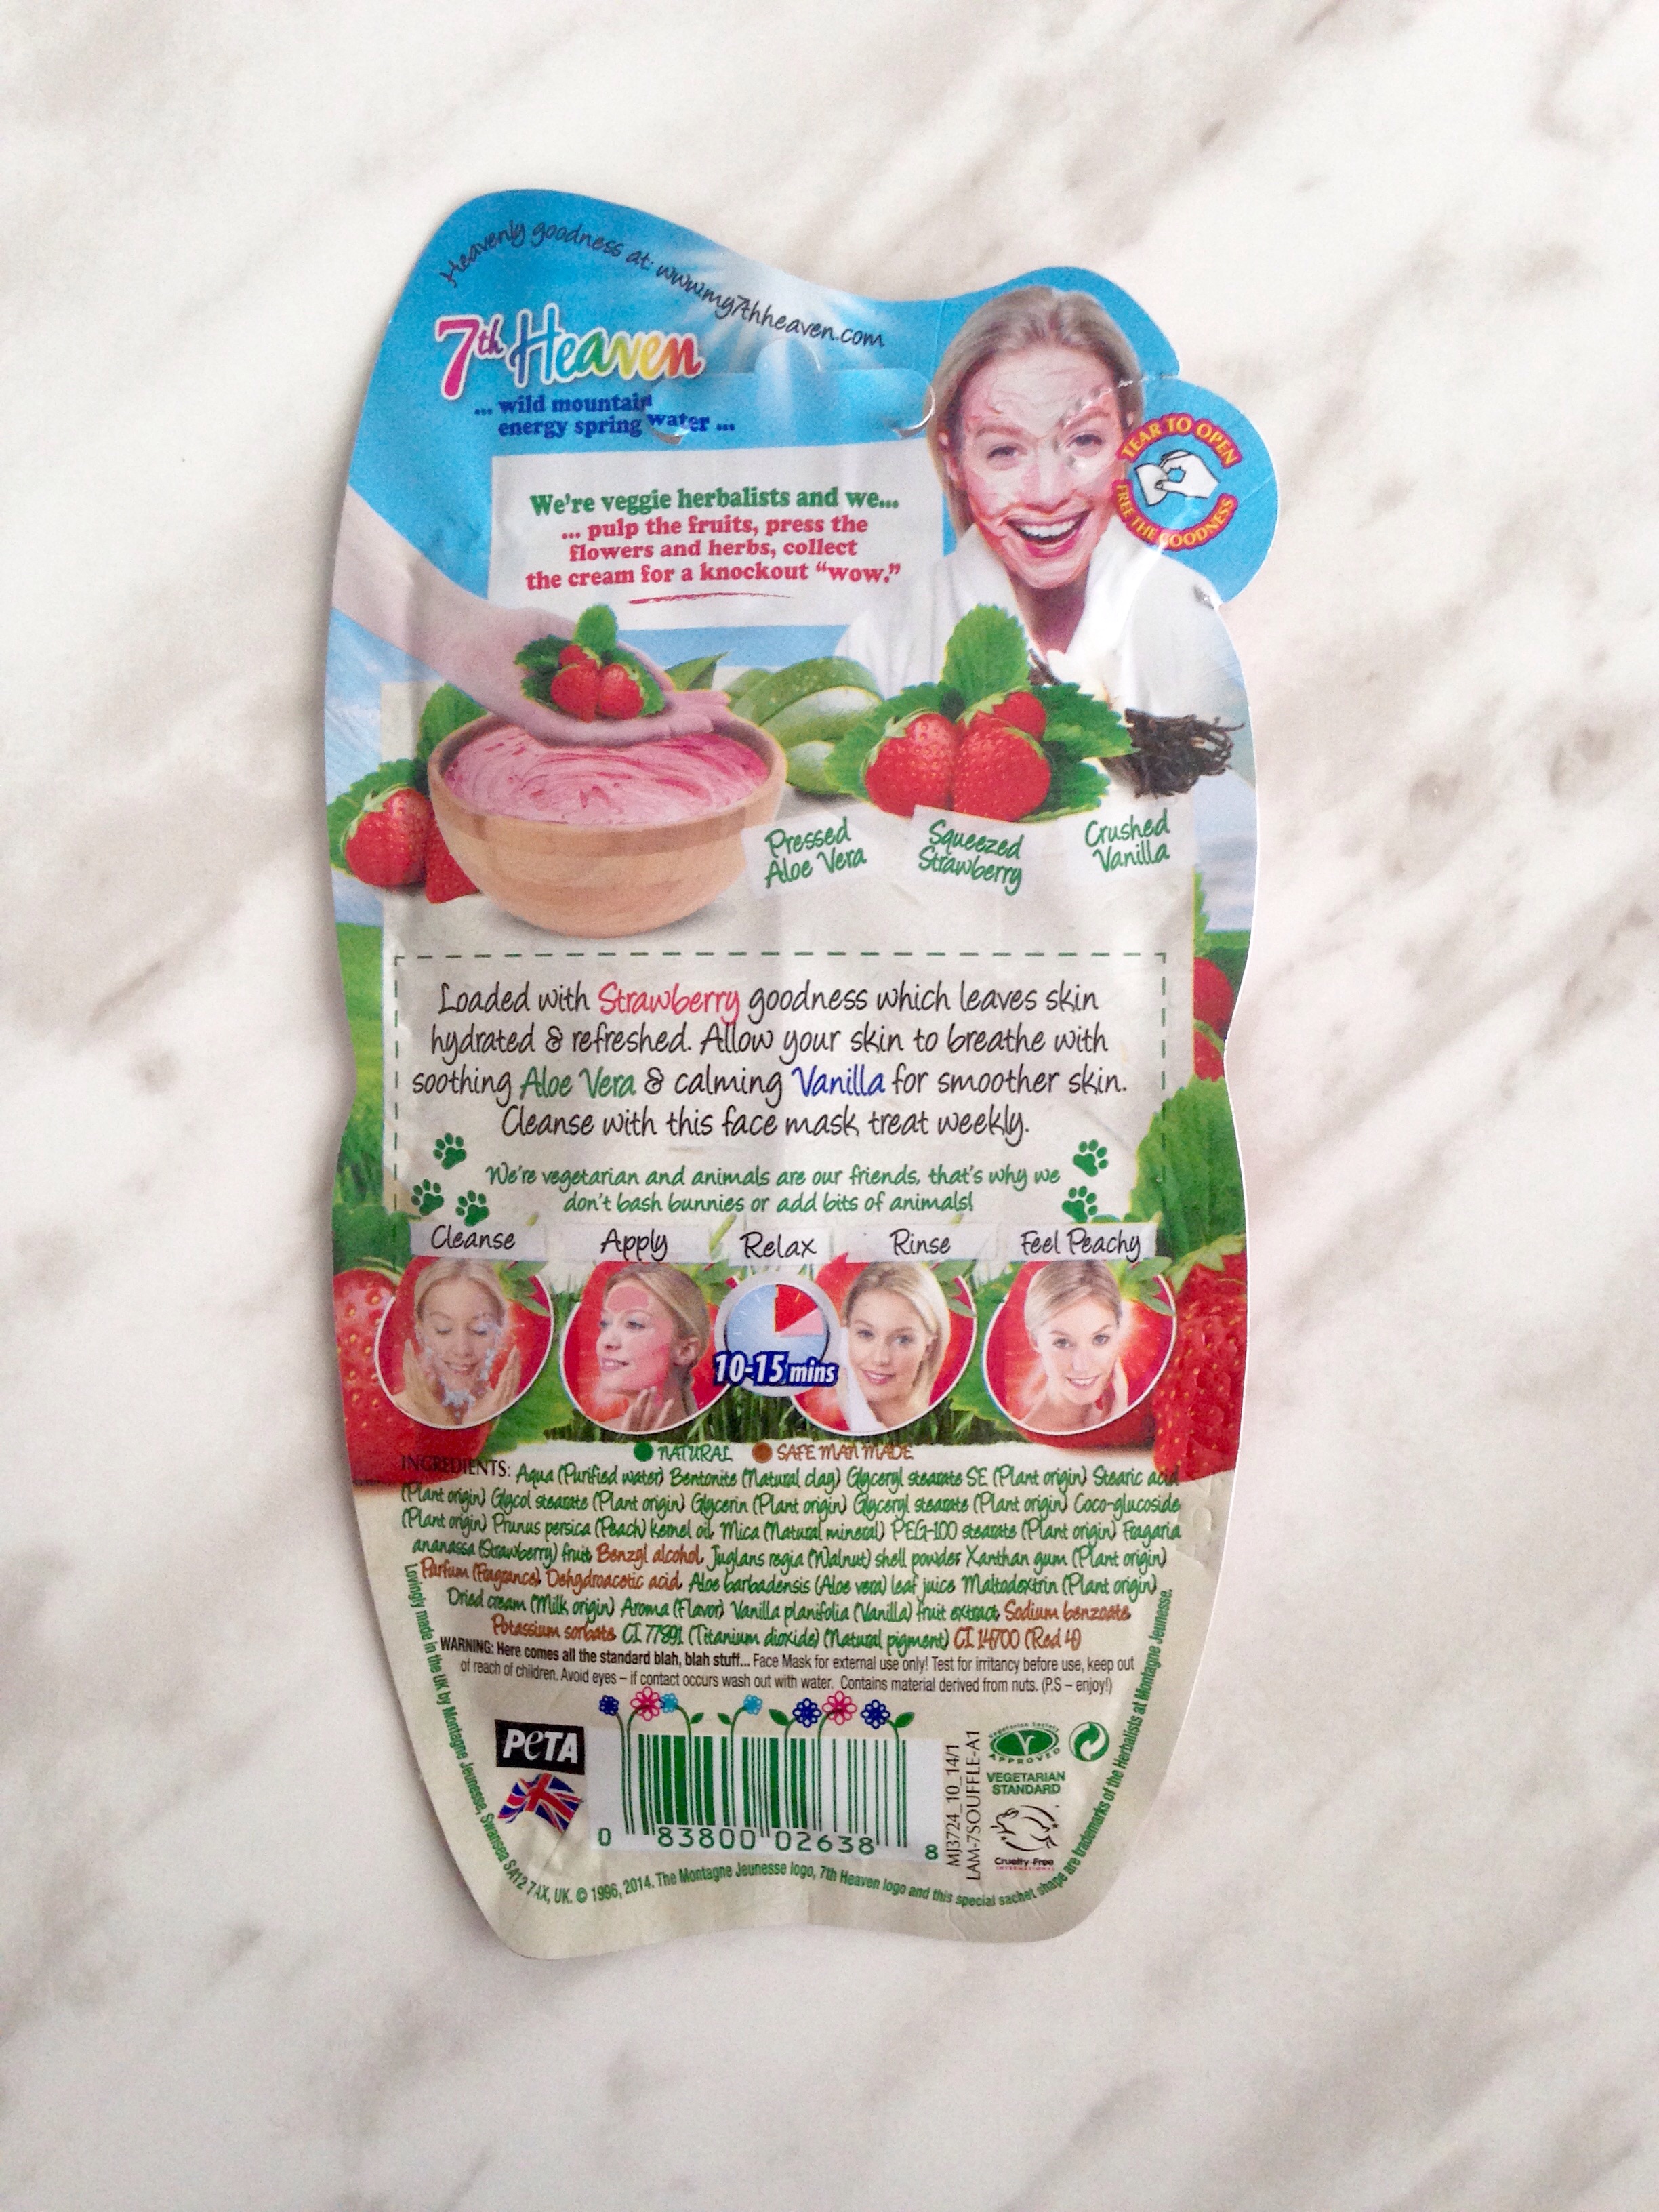 Heavenly goodness at: www.my7thheaven.com
7th Heaven
... wild mountain
energy spring water ...
TEAR TO OPEN
FREE THE GOODNESS
We're veggie herbalists and we...
... pulp the fruits, press the
flowers and herbs, collect
the cream for a knockout “wow.”
Pressed
Aloe Vera
Squeezed
Strawberry
Crushed
Vanilla
Loaded with Strawberry goodness which leaves skin
hydrated & refreshed. Allow your skin to breathe with
soothing Aloe Vera & calming Vanilla for smoother skin.
Cleanse with this face mask treat weekly.
We're vegetarian and animals are our friends, that's why we
don't bash bunnies or add bits of animals!
Cleanse Apply Relax Rinse Feel Peachy
10-15 mins
NATURAL SAFE MAN MADE
INGREDIENTS: Aqua (Purified water) Bentonite (Natural clay) Glyceryl stearate SE (Plant origin) Stearic acid
(Plant origin) Glycol stearate (Plant origin) Glycerin (Plant origin) Glyceryl stearate (Plant origin) Coco-glucoside
(Plant origin) Prunus persica (Peach) kernel oil, Mica (Natural mineral) PEG-100 stearate (Plant origin) Fragaria
ananassa (Strawberry) fruit, Benzyl alcohol, Juglans regia (Walnut) shell powder, Xanthan gum (Plant origin)
Parfum (Fragrance), Dehydroacetic acid, Aloe barbadensis (Aloe vera) leaf juice, Maltodextrin (Plant origin),
Dried cream (Milk origin) Aroma (Flavor) Vanilla planifolia (Vanilla) fruit extract, Sodium benzoate,
Potassium sorbate, CI 77891 (Titanium dioxide) (Natural pigment) CI 14700 (Red 4)
WARNING: Here comes all the standard blah, blah stuff... Face Mask for external use only! Test for irritancy before use, keep out
of reach of children. Avoid eyes – if contact occurs wash out with water. Contains material derived from nuts. (P.S – enjoy!)
PETA
0 83800 02638 8
MJ3724_10_14/1
LAM-7SOUFFLE-A1
Vegetarian Society
APPROVED
VEGETARIAN
STANDARD
Cruelty Free
INTERNATIONAL
Lovingly made in the UK by Montagne Jeunesse, Swansea SA12 7AX, UK. © 1996, 2014. The Montagne Jeunesse logo, 7th Heaven logo and this special sachet shape are trademarks of the Herbalists at Montagne Jeunesse.